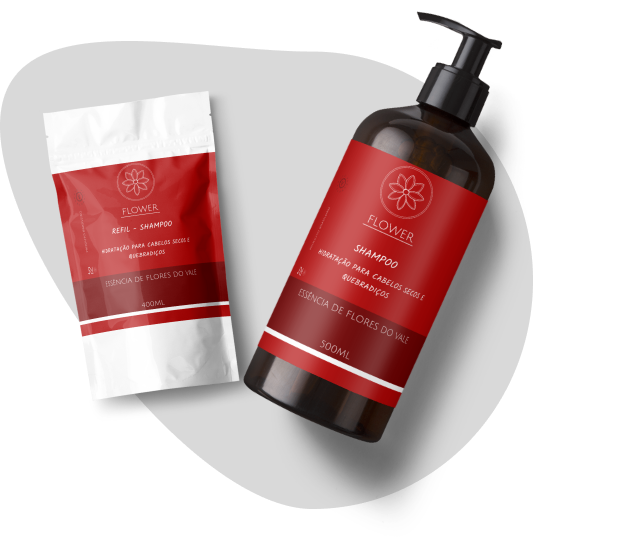 FLOWER
REFIL - SHAMPOO
HIDRATAÇÃO PARA CABELOS SECOS E
QUEBRADIÇOS
ESSÊNCIA DE FLORES DO VALE
400ML
FLOWER
SHAMPOO
HIDRATAÇÃO PARA CABELOS SECOS E
QUEBRADIÇOS
ESSÊNCIA DE FLORES DO VALE
500ML